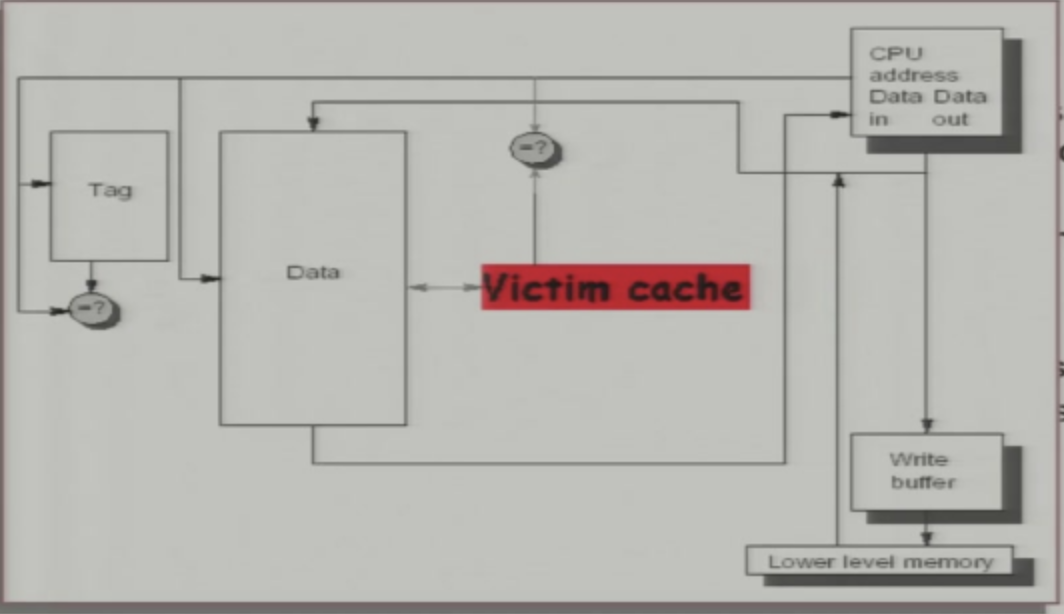 CPU
address
Data Data
in out
=?
Tag
Data
=?
Victim cache
Write
buffer
Lower level memory